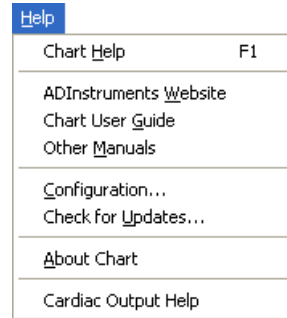 Help
Chart Help F1
ADInstruments Website
Chart User Guide
Other Manuals
Configuration...
Check for Updates...
About Chart
Cardiac Output Help